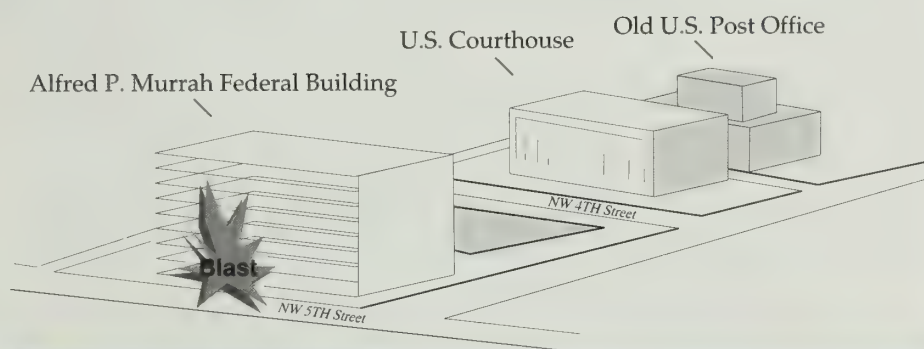 Old U.S. Post Office
U.S. Courthouse
Alfred P. Murrah Federal Building
NW 4TH Street
Blast
NW 5TH Street